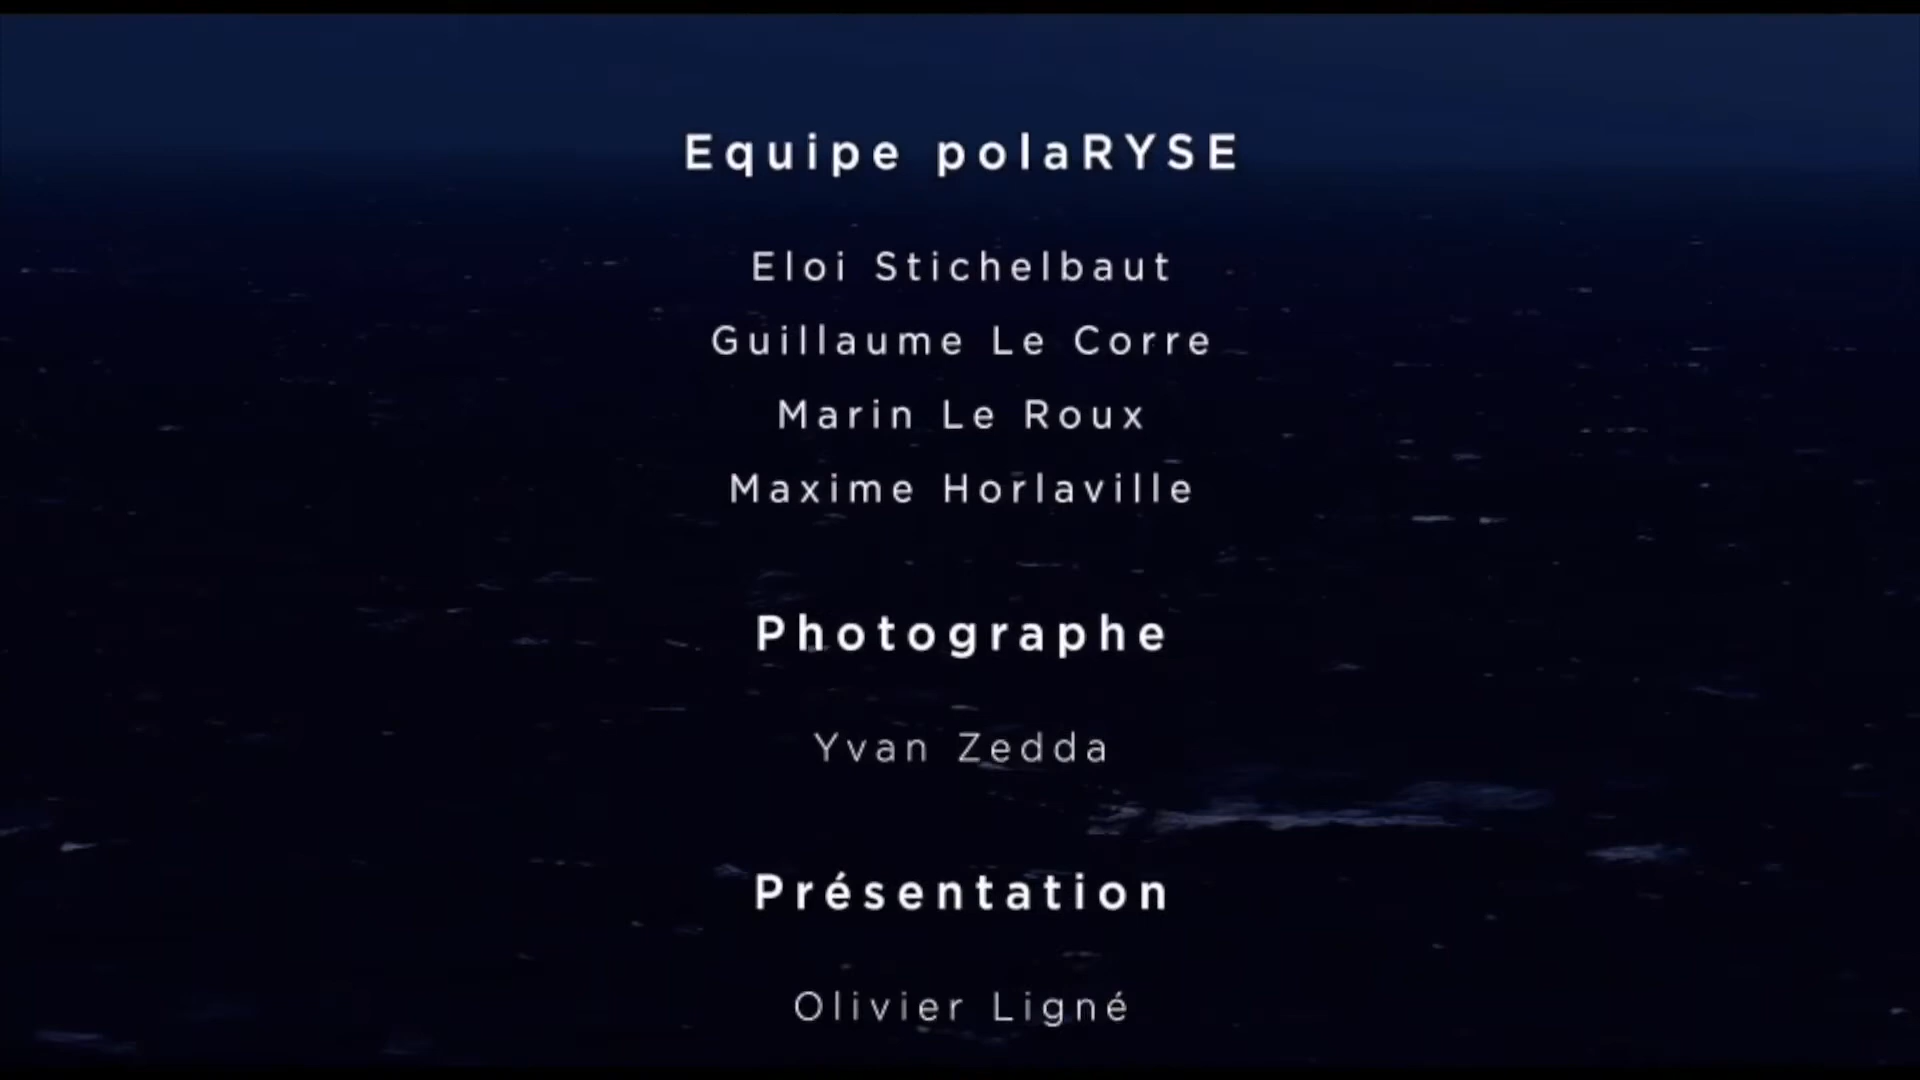 Equipe polaRYSE
Eloi Stichelbaut
Guillaume Le Corre
Marin Le Roux
Maxime Horlaville
Photographe
Yvan Zedda
Présentation
Olivier Ligné